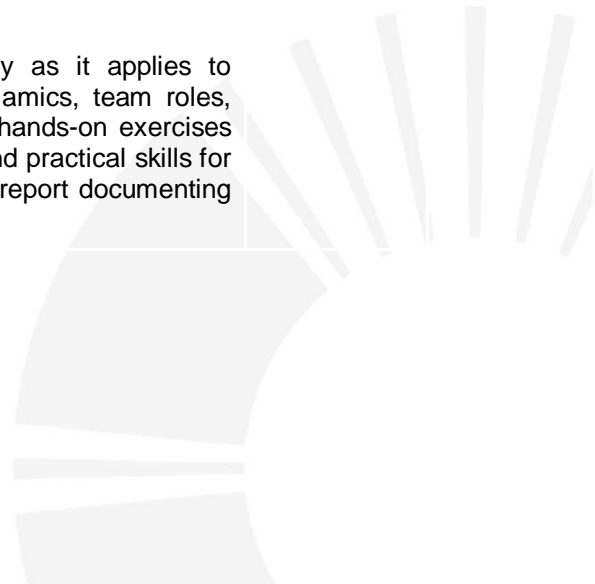 y as it applies to
amics, team roles,
hands-on exercises
nd practical skills for
report documenting